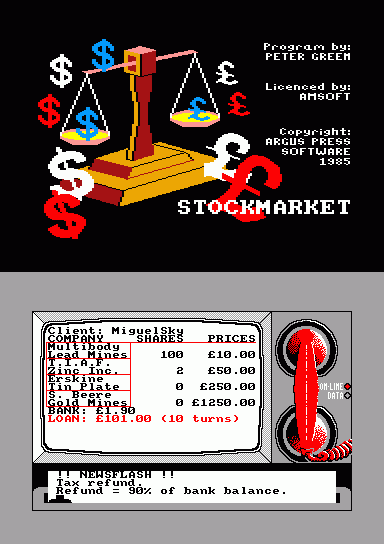 Program by:
PETER GREEN
Licenced by:
AMSOFT
Copyright:
ARGUS PRESS
SOFTWARE
1985
STOCKMARKET
Client: MiguelSky
COMPANY SHARES PRICES
Multibody
Lead Mines 100 £10.00
T.I.A.F.
Zinc Inc. 2 £50.00
Erskine
Tin Plate 0 £250.00
S. Beere
Gold Mines 0 £1250.00
BANK: £1.90
LOAN: £101.00 (10 turns)
ON-LINE
DATA
!! NEWSFLASH !!
Tax refund.
Refund = 90% of bank balance.